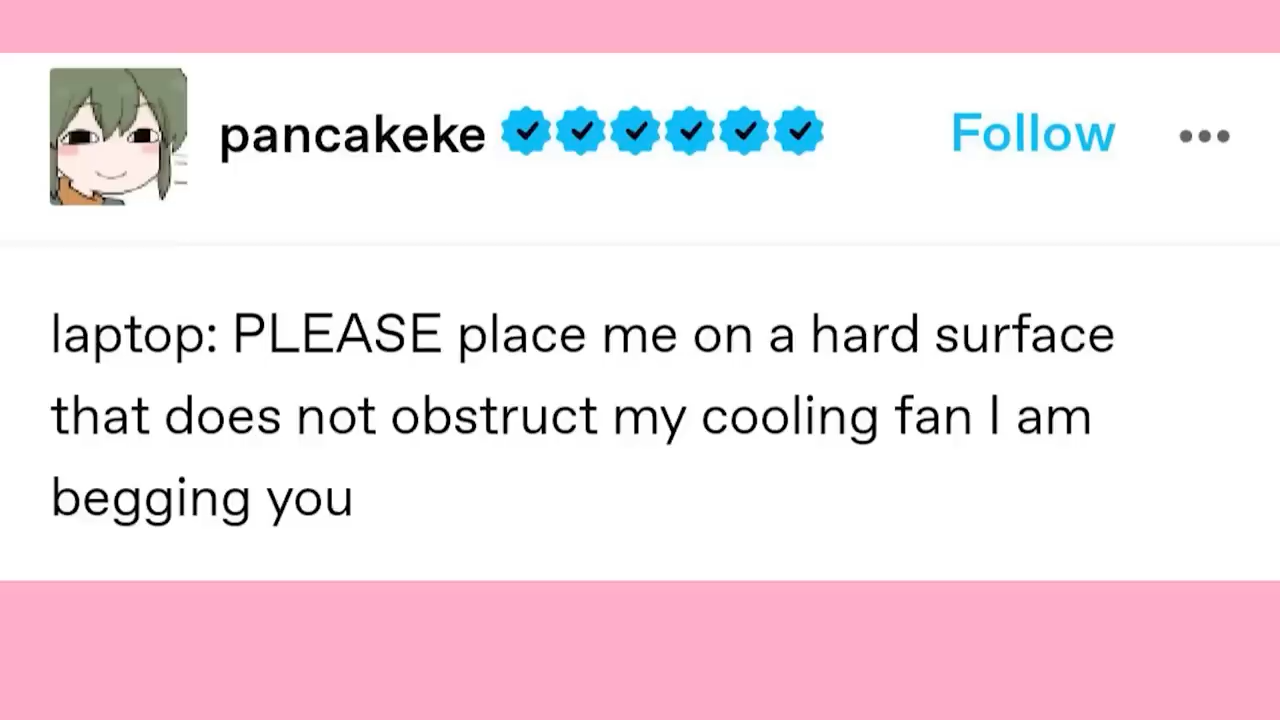 pancakeke Follow
laptop: PLEASE place me on a hard surface
that does not obstruct my cooling fan I am
begging you